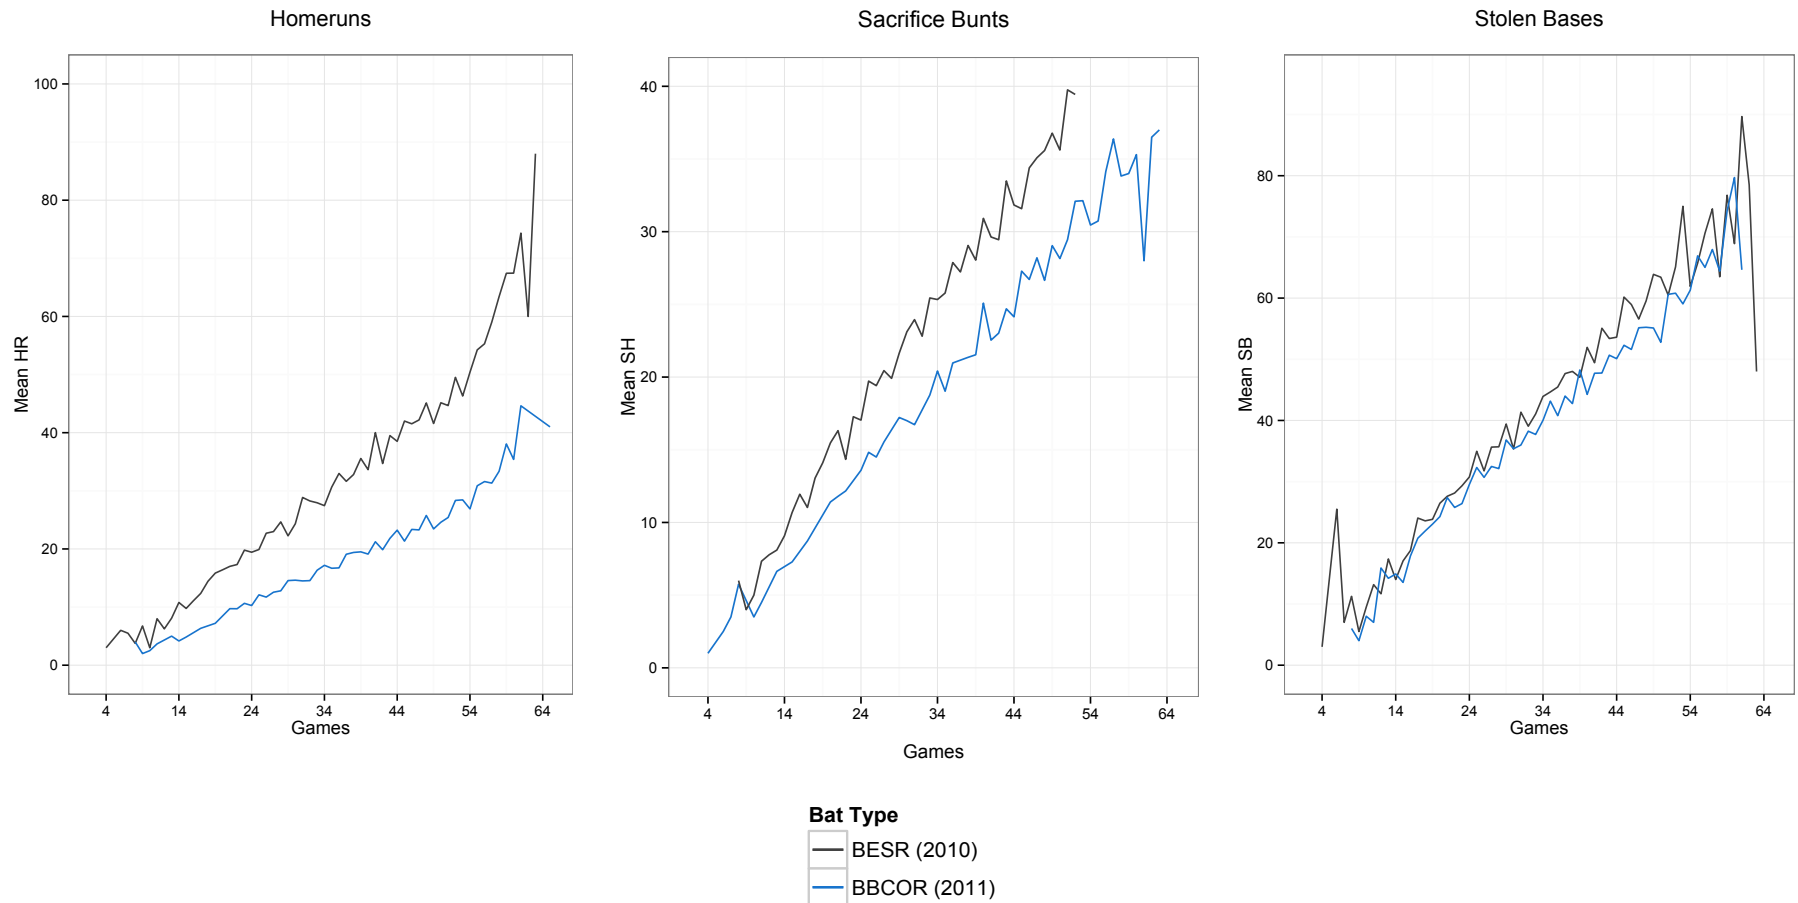 Homeruns
Sacrifice Bunts
Stolen Bases
Mean HR
100
80
60
40
20
0
4 14 24 34 44 54 64
Games
Mean SH
40
30
20
10
0
4 14 24 34 44 54 64
Games
Mean SB
80
60
40
20
0
4 14 24 34 44 54 64
Games
Bat Type
BESR (2010)
BBCOR (2011)